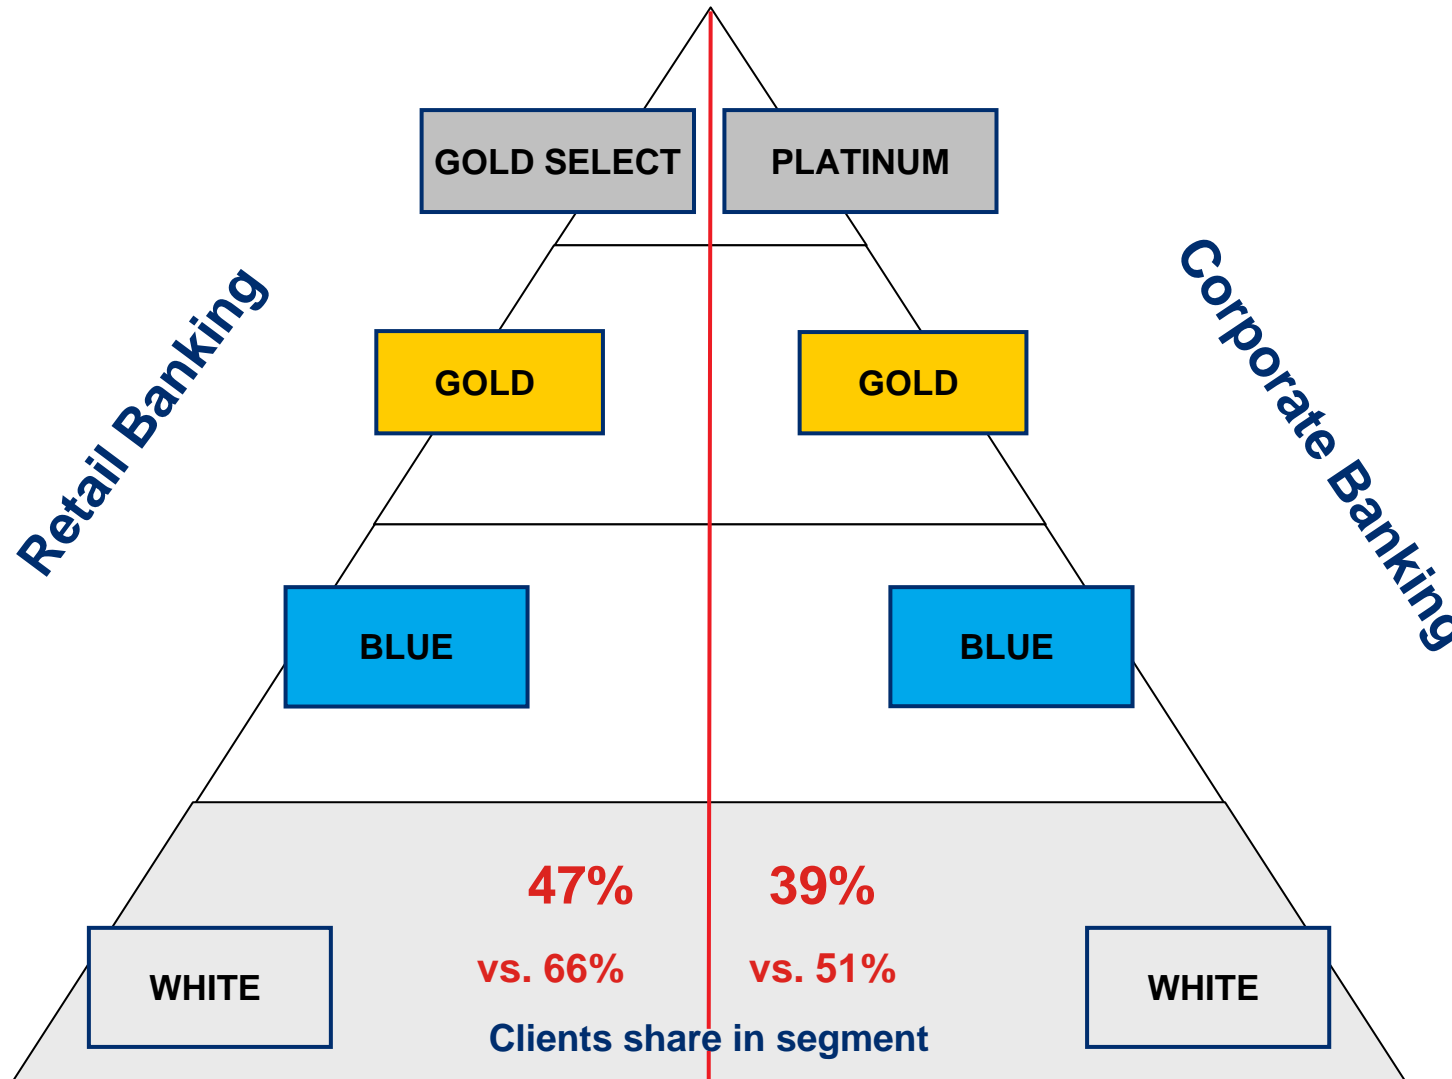 GOLD SELECT
PLATINUM
Retail Banking
Corporate Banking
GOLD
GOLD
BLUE
BLUE
47%
39%
vs. 66%
vs. 51%
WHITE
WHITE
Clients share in segment